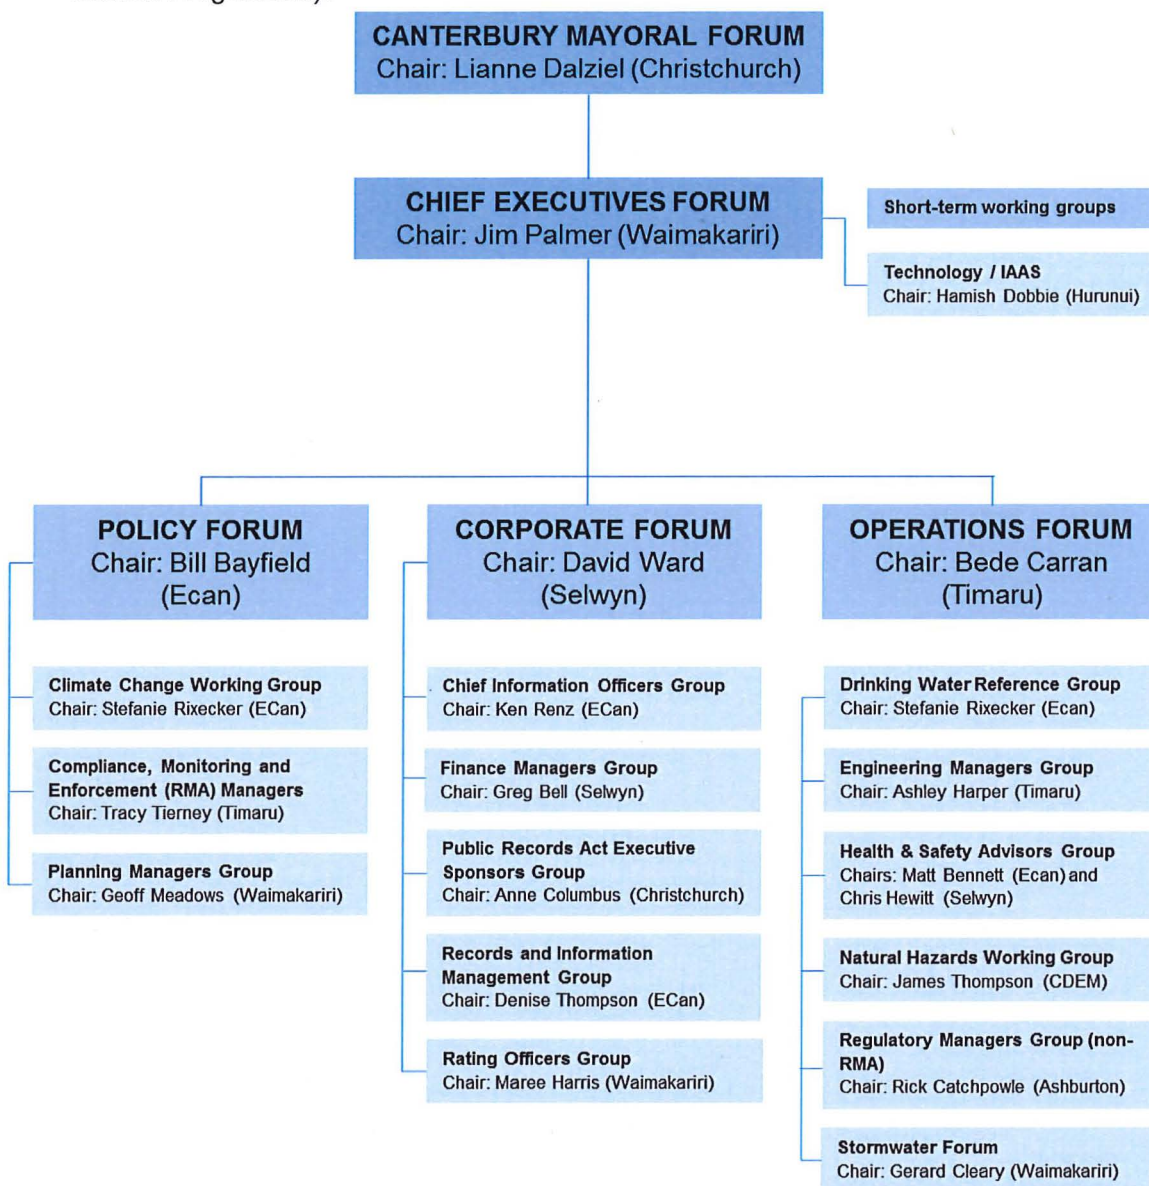 CANTERBURY MAYORAL FORUM
Chair: Lianne Dalziel (Christchurch)
CHIEF EXECUTIVES FORUM
Chair: Jim Palmer (Waimakariri)
Short-term working groups
Technology / IAAS
Chair: Hamish Dobbie (Hurunui)
POLICY FORUM
Chair: Bill Bayfield
(Ecan)
Climate Change Working Group
Chair: Stefanie Rixecker (ECan)
Compliance, Monitoring and
Enforcement (RMA) Managers
Chair: Tracy Tierney (Timaru)
Planning Managers Group
Chair: Geoff Meadows (Waimakariri)
CORPORATE FORUM
Chair: David Ward
(Selwyn)
Chief Information Officers Group
Chair: Ken Renz (ECan)
Finance Managers Group
Chair: Greg Bell (Selwyn)
Public Records Act Executive
Sponsors Group
Chair: Anne Columbus (Christchurch)
Records and Information
Management Group
Chair: Denise Thompson (ECan)
Rating Officers Group
Chair: Maree Harris (Waimakariri)
OPERATIONS FORUM
Chair: Bede Carran
(Timaru)
Drinking Water Reference Group
Chair: Stefanie Rixecker (Ecan)
Engineering Managers Group
Chair: Ashley Harper (Timaru)
Health & Safety Advisors Group
Chairs: Matt Bennett (Ecan) and
Chris Hewitt (Selwyn)
Natural Hazards Working Group
Chair: James Thompson (CDEM)
Regulatory Managers Group (non-
RMA)
Chair: Rick Catchpowle (Ashburton)
Stormwater Forum
Chair: Gerard Cleary (Waimakariri)